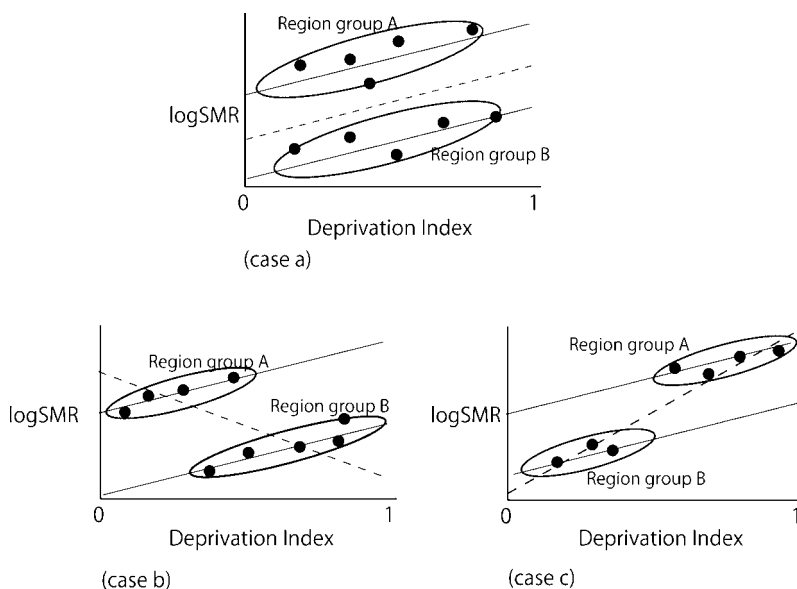 Region group A
logSMR
Region group B
0
1
Deprivation Index
(case a)
Region group A
logSMR
Region group B
0
1
Deprivation Index
(case b)
Region group A
logSMR
Region group B
0
1
Deprivation Index
(case c)